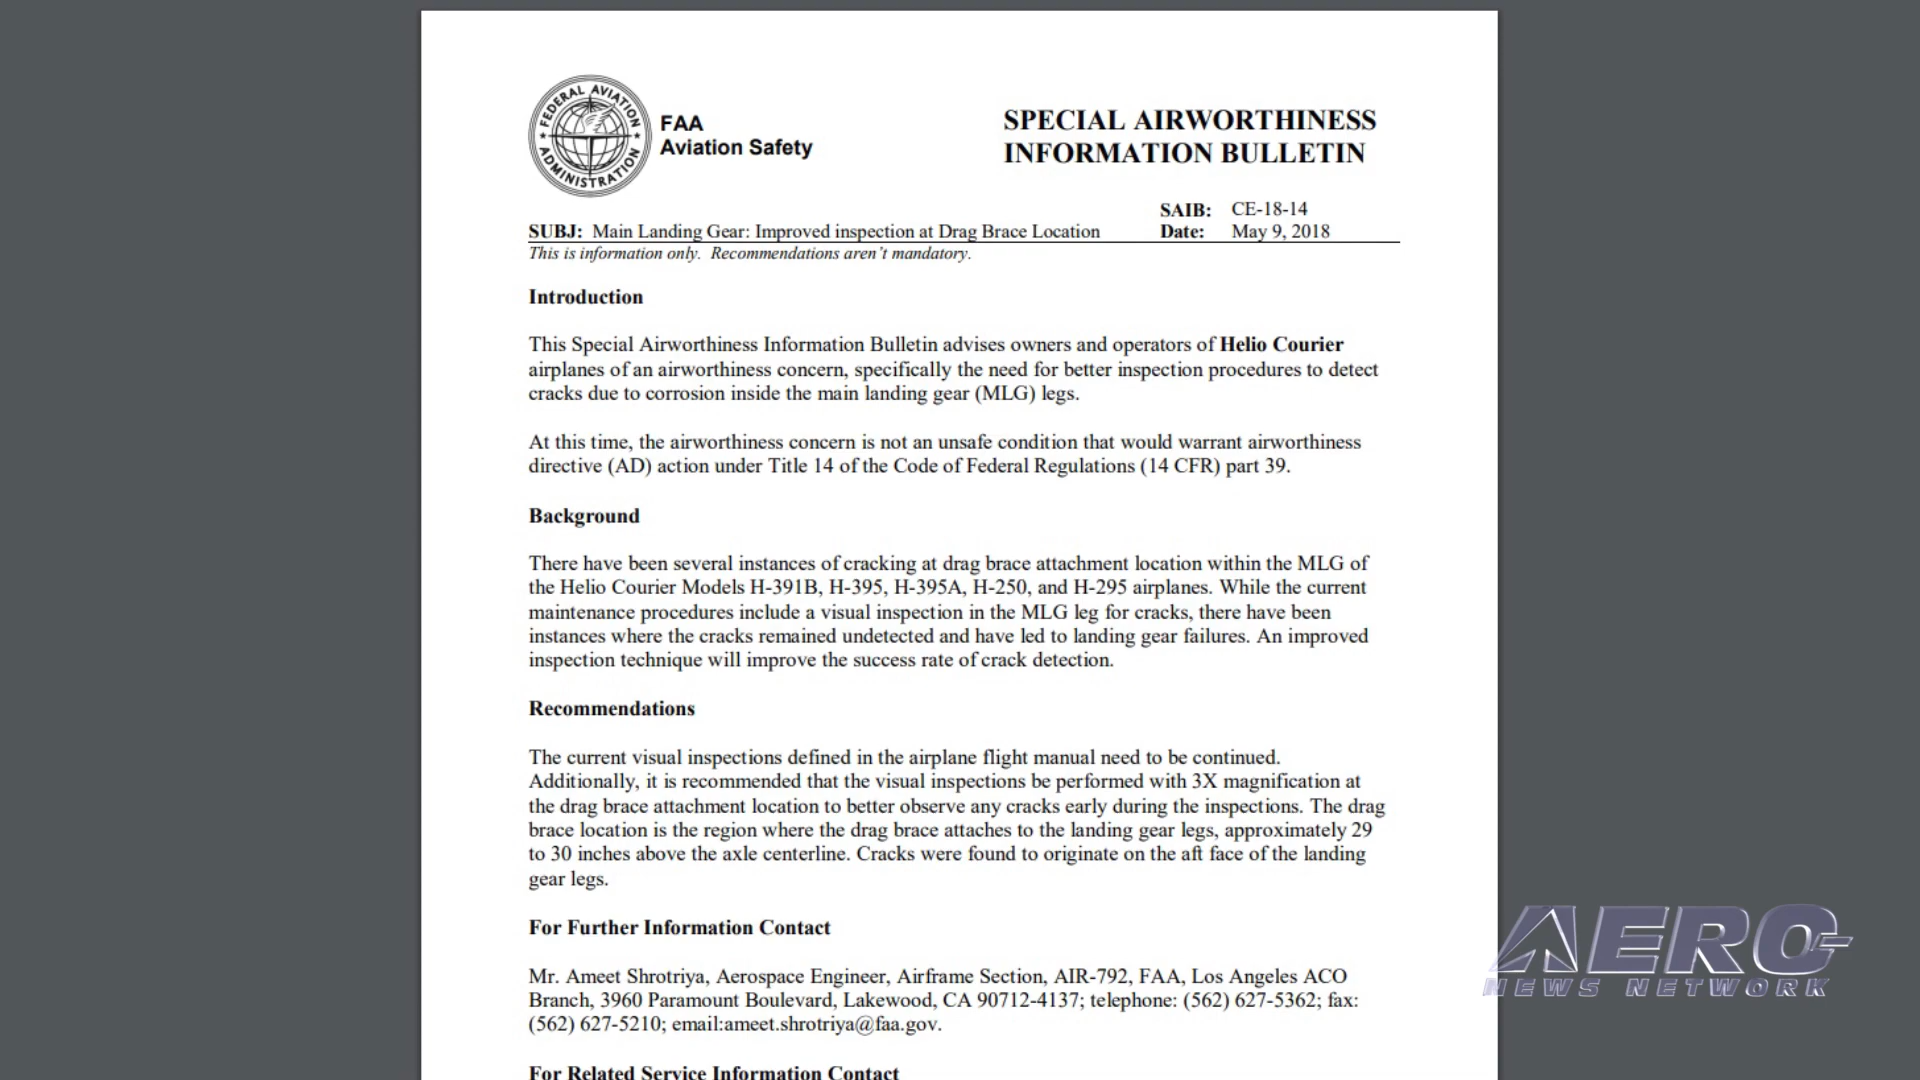 FEDERAL AVIATION
ADMINISTRATION
FAA
Aviation Safety
SPECIAL AIRWORTHINESS
INFORMATION BULLETIN
SAIB: CE-18-14
SUBJ: Main Landing Gear: Improved inspection at Drag Brace Location
Date: May 9, 2018
This is information only. Recommendations aren't mandatory.
Introduction
This Special Airworthiness Information Bulletin advises owners and operators of Helio Courier
airplanes of an airworthiness concern, specifically the need for better inspection procedures to detect
cracks due to corrosion inside the main landing gear (MLG) legs.
At this time, the airworthiness concern is not an unsafe condition that would warrant airworthiness
directive (AD) action under Title 14 of the Code of Federal Regulations (14 CFR) part 39.
Background
There have been several instances of cracking at drag brace attachment location within the MLG of
the Helio Courier Models H-391B, H-395, H-395A, H-250, and H-295 airplanes. While the current
maintenance procedures include a visual inspection in the MLG leg for cracks, there have been
instances where the cracks remained undetected and have led to landing gear failures. An improved
inspection technique will improve the success rate of crack detection.
Recommendations
The current visual inspections defined in the airplane flight manual need to be continued.
Additionally, it is recommended that the visual inspections be performed with 3X magnification at
the drag brace attachment location to better observe any cracks early during the inspections. The drag
brace location is the region where the drag brace attaches to the landing gear legs, approximately 29
to 30 inches above the axle centerline. Cracks were found to originate on the aft face of the landing
gear legs.
For Further Information Contact
Mr. Ameet Shrotriya, Aerospace Engineer, Airframe Section, AIR-792, FAA, Los Angeles ACO
Branch, 3960 Paramount Boulevard, Lakewood, CA 90712-4137; telephone: (562) 627-5362; fax:
(562) 627-5210; email:ameet.shrotriya@faa.gov.
For Related Service Information Contact
AERO
NEWS NETWORK